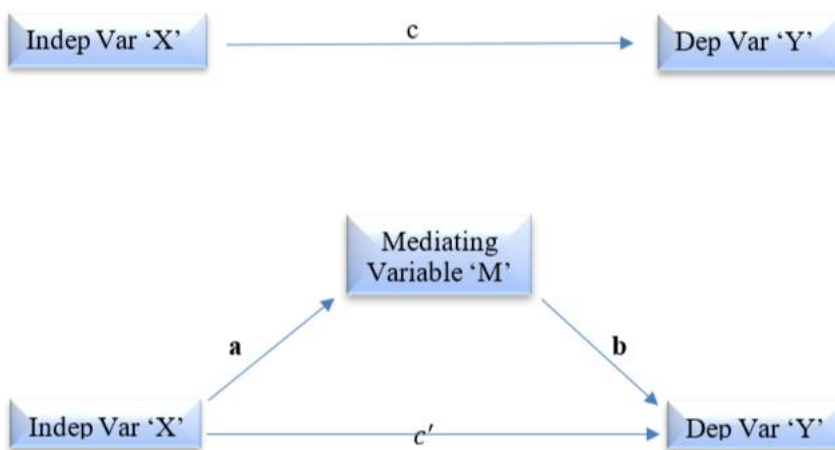 Indep Var ‘X’
c
Dep Var ‘Y’
Mediating
Variable ‘M’
a
b
Indep Var ‘X’
c′
Dep Var ‘Y’